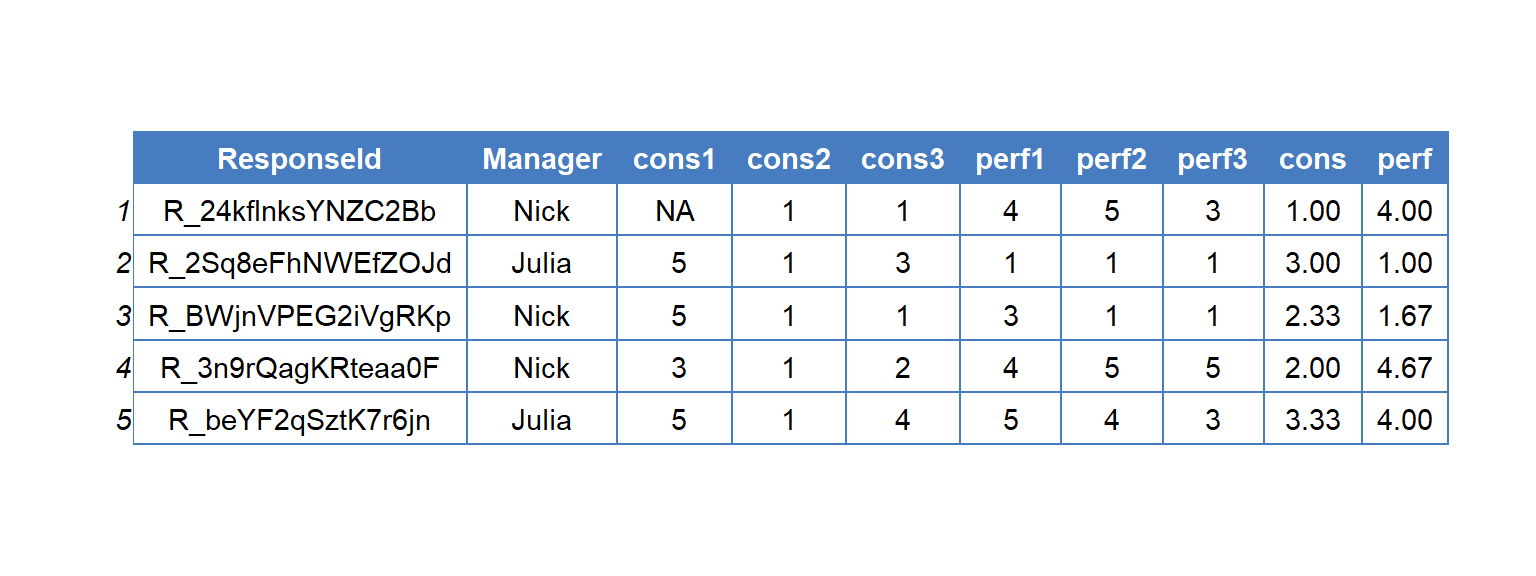 ResponseId Manager cons1 cons2 cons3 perf1 perf2 perf3 cons perf
1 R_24kflnksYNZC2Bb Nick NA 1 1 4 5 3 1.00 4.00
2 R_2Sq8eFhNWEfZOJd Julia 5 1 3 1 1 1 3.00 1.00
3 R_BWjnVPEG2iVgRKp Nick 5 1 1 3 1 1 2.33 1.67
4 R_3n9rQagKRteaa0F Nick 3 1 2 4 5 5 2.00 4.67
5 R_beYF2qSztK7r6jn Julia 5 1 4 5 4 3 3.33 4.00